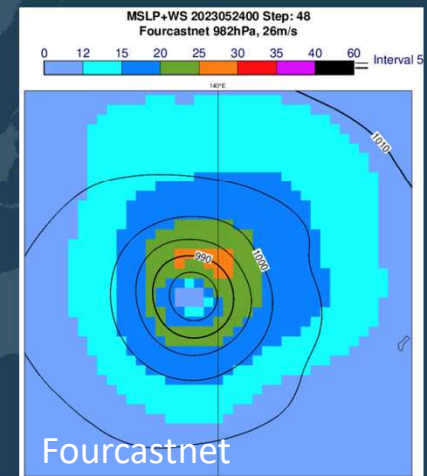 MSLP+WS 2023052400 Step: 48
Fourcastnet 982hPa, 26m/s
0 12 15 20 25 30 35 40 60 Interval 5
140°E
1010
990
1000
Fourcastnet